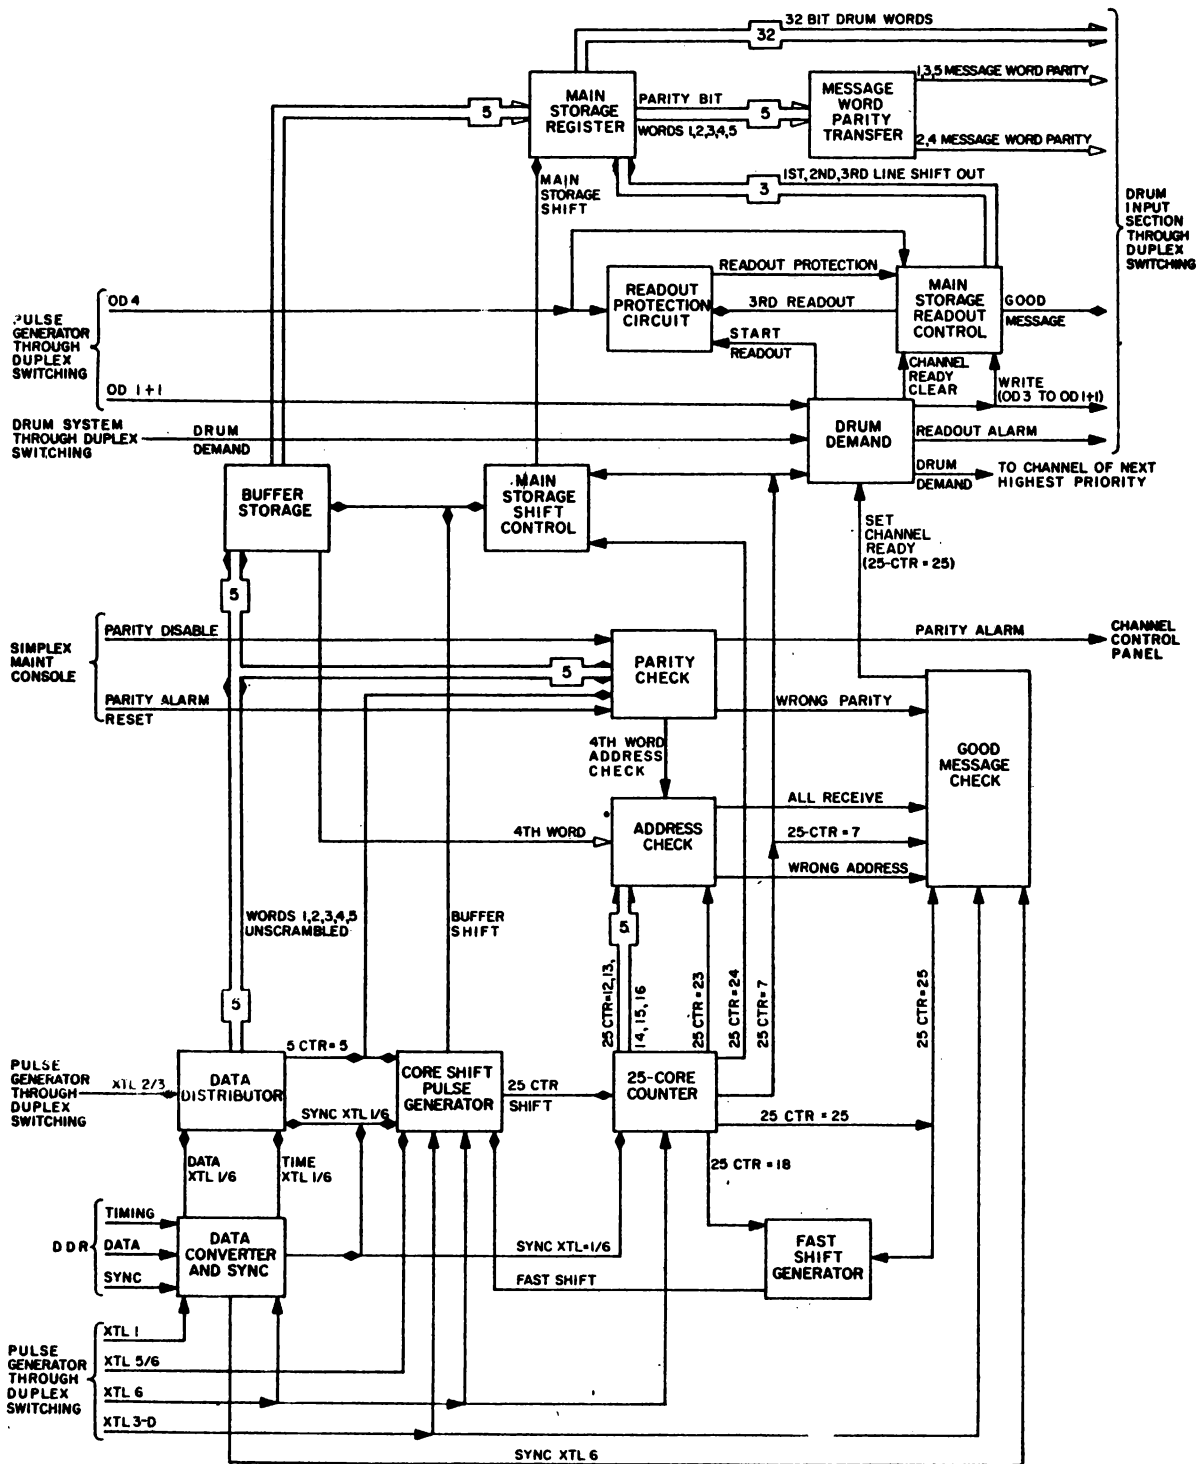 32 BIT DRUM WORDS
32
MAIN
STORAGE
REGISTER
5
PARITY BIT
WORDS 1,2,3,4,5
5
MESSAGE
WORD
PARITY
TRANSFER
1,3,5 MESSAGE WORD PARITY
2,4 MESSAGE WORD PARITY
MAIN
STORAGE
SHIFT
1ST, 2ND, 3RD LINE SHIFT OUT
3
DRUM
INPUT
SECTION
THROUGH
DUPLEX
SWITCHING
READOUT PROTECTION
READOUT
PROTECTION
CIRCUIT
3RD READOUT
MAIN
STORAGE
READOUT
CONTROL
GOOD
MESSAGE
START
READOUT
PULSE
GENERATOR
THROUGH
DUPLEX
SWITCHING
OD 4
OD 1+1
CHANNEL
READY
CLEAR
WRITE
(OD 3 TO OD 1+1)
DRUM SYSTEM
THROUGH DUPLEX
SWITCHING
DRUM
DEMAND
DRUM
DEMAND
READOUT ALARM
DRUM
DEMAND
TO CHANNEL OF NEXT
HIGHEST PRIORITY
BUFFER
STORAGE
MAIN
STORAGE
SHIFT
CONTROL
SET
CHANNEL
READY
(25-CTR = 25)
5
SIMPLEX
MAINT
CONSOLE
PARITY DISABLE
PARITY ALARM
RESET
5
PARITY
CHECK
PARITY ALARM
CHANNEL
CONTROL
PANEL
WRONG PARITY
4TH WORD
ADDRESS
CHECK
GOOD
MESSAGE
CHECK
4TH WORD
ADDRESS
CHECK
ALL RECEIVE
25-CTR = 7
WRONG ADDRESS
WORDS 1,2,3,4,5
UNSCRAMBLED
BUFFER
SHIFT
5
25 CTR=12,13,
14, 15, 16
25 CTR = 23
25 CTR = 24
25 CTR = 7
25 CTR = 25
5
PULSE
GENERATOR
THROUGH
DUPLEX
SWITCHING
XTL 2/3
DATA
DISTRIBUTOR
5 CTR = 5
SYNC XTL 1/6
CORE SHIFT
PULSE
GENERATOR
25 CTR
SHIFT
25-CORE
COUNTER
25 CTR = 25
25 CTR = 18
DATA
XTL 1/6
TIME
XTL 1/6
DDR
TIMING
DATA
SYNC
DATA
CONVERTER
AND SYNC
SYNC XTL=1/6
FAST SHIFT
FAST
SHIFT
GENERATOR
PULSE
GENERATOR
THROUGH
DUPLEX
SWITCHING
XTL 1
XTL 5/6
XTL 6
XTL 3-D
SYNC XTL 6